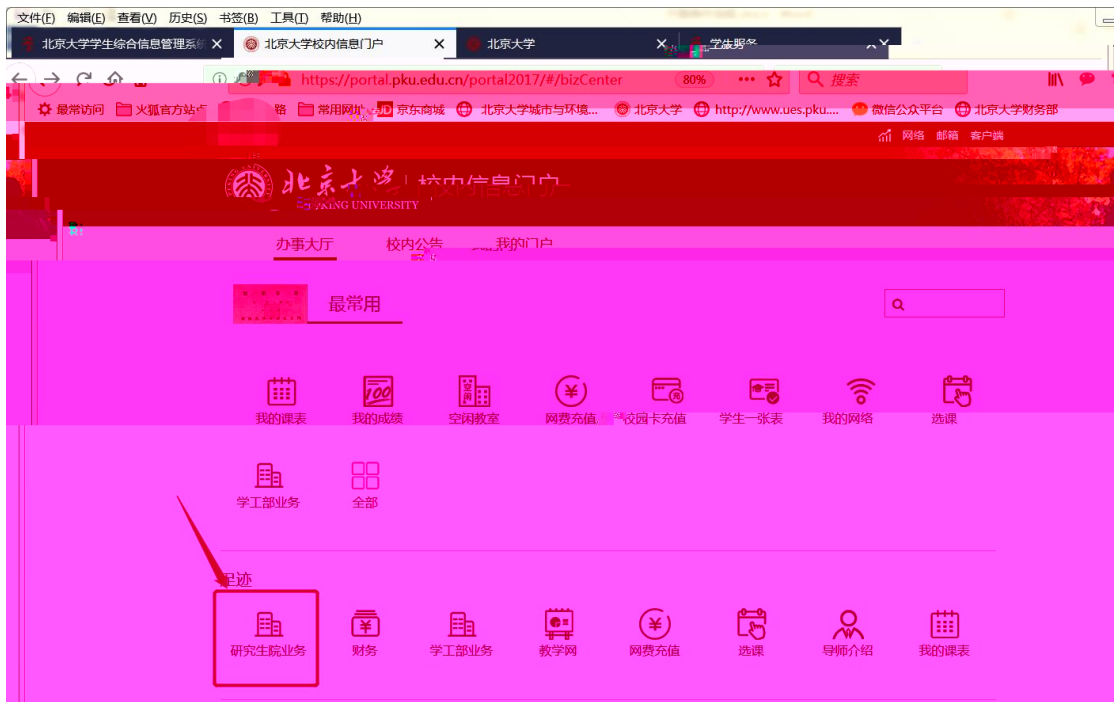 文件(F) 编辑(E) 查看(V) 历史(S) 书签(B) 工具(T) 帮助(H)
北京大学学生综合信息管理系统 北京大学校内信息门户 北京大学
https://portal.pku.edu.cn/portal2017/#/bizCenter 80% 搜索
最常访问 火狐官方站点 常用网址 京东商城 北京大学城市与环境... 北京大学 http://www.ues.pku.... 微信公众平台 北京大学财务部
网络 邮箱 客户端
北京大学 校内信息门户
PEKING UNIVERSITY
办事大厅 校内公告 我的门户
最常用
我的课表 我的成绩 空闲教室 网费充值 校园卡充值 学生一张表 我的网络 选课
学工部业务 全部
足迹
研究生院业务 财务 学工部业务 教学网 网费充值 选课 导师介绍 我的课表